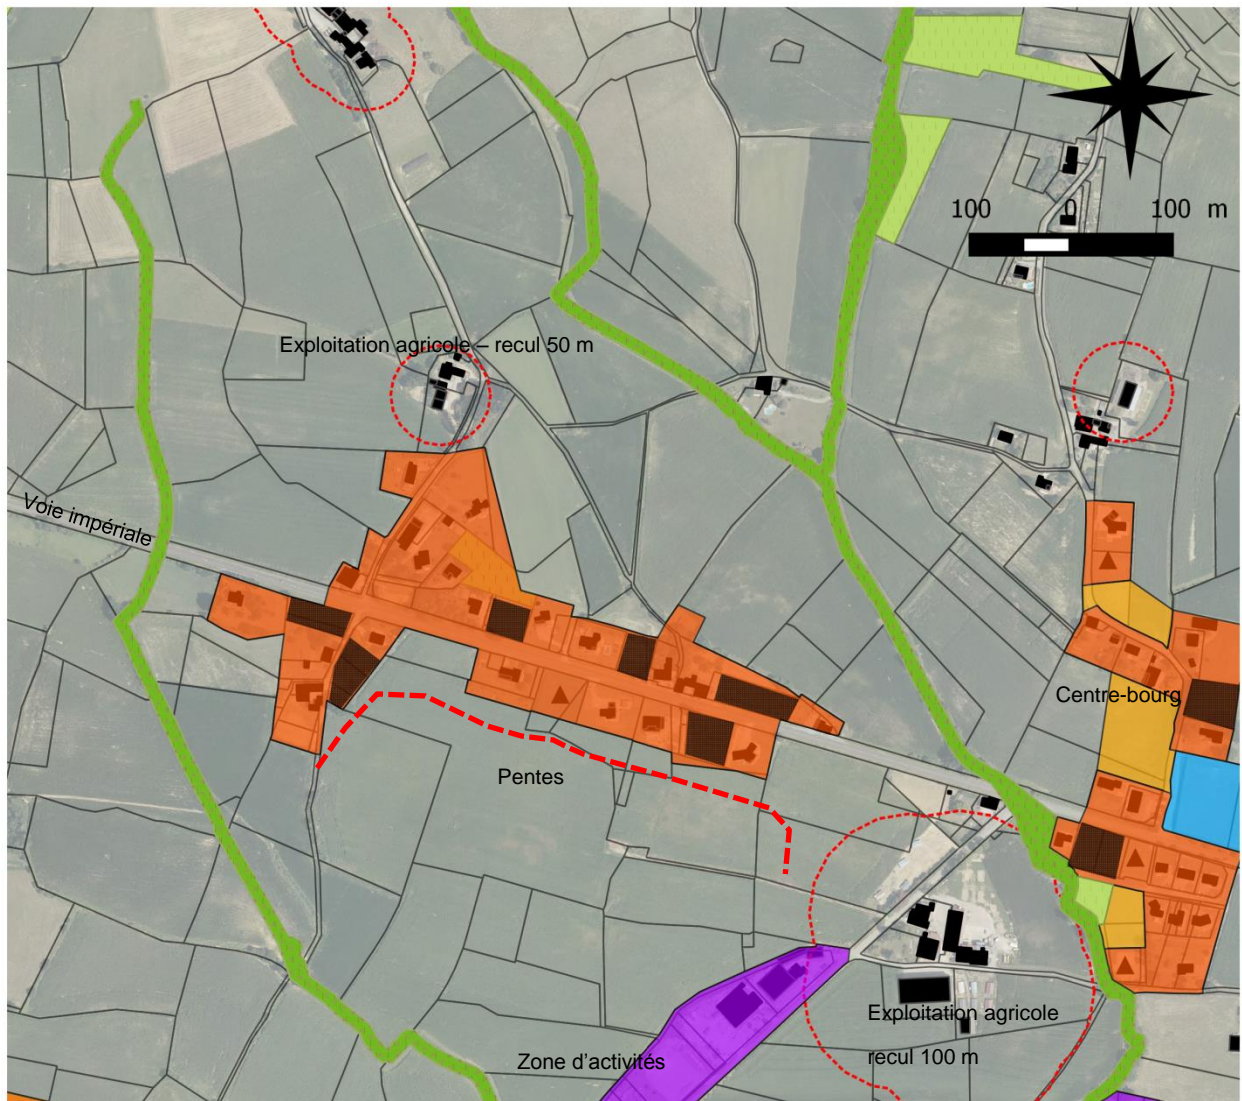 100 0 100 m
Exploitation agricole – recul 50 m
Voie impériale
Centre-bourg
Pentes
Exploitation agricole
recul 100 m
Zone d'activités